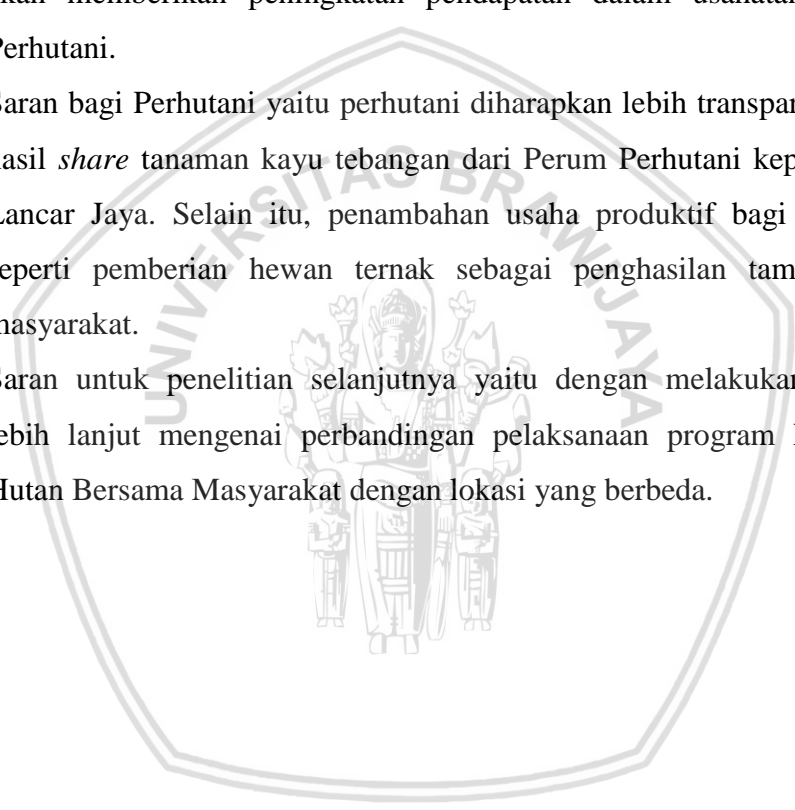 akan memberikan peningkatan pendapatan dalam usahata
Perhutani.
Saran bagi Perhutani yaitu perhutani diharapkan lebih transpar
hasil share tanaman kayu tebangan dari Perum Perhutani kep
Lancar Jaya. Selain itu, penambahan usaha produktif bagi
seperti pemberian hewan ternak sebagai penghasilan tam
masyarakat.
Saran untuk penelitian selanjutnya yaitu dengan melakukan
lebih lanjut mengenai perbandingan pelaksanaan program
Hutan Bersama Masyarakat dengan lokasi yang berbeda.
UNIVERSITAS BRAWIJAYA